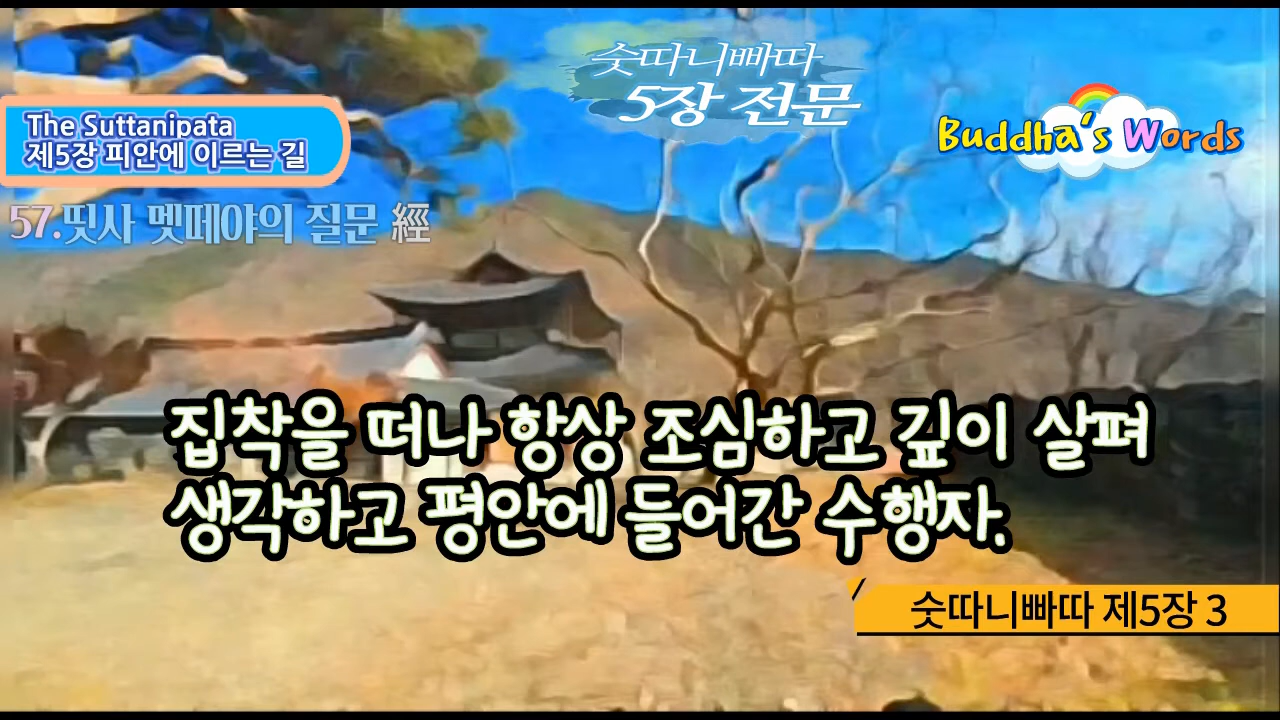 숫따니빠따
5장 전문
The Suttanipata
제5장 피안에 이르는 길
Buddha's Words
57.띳사 멧떼야의 질문 經
집착을 떠나 항상 조심하고 깊이 살펴
생각하고 평안에 들어간 수행자.
숫따니빠따 제5장 3